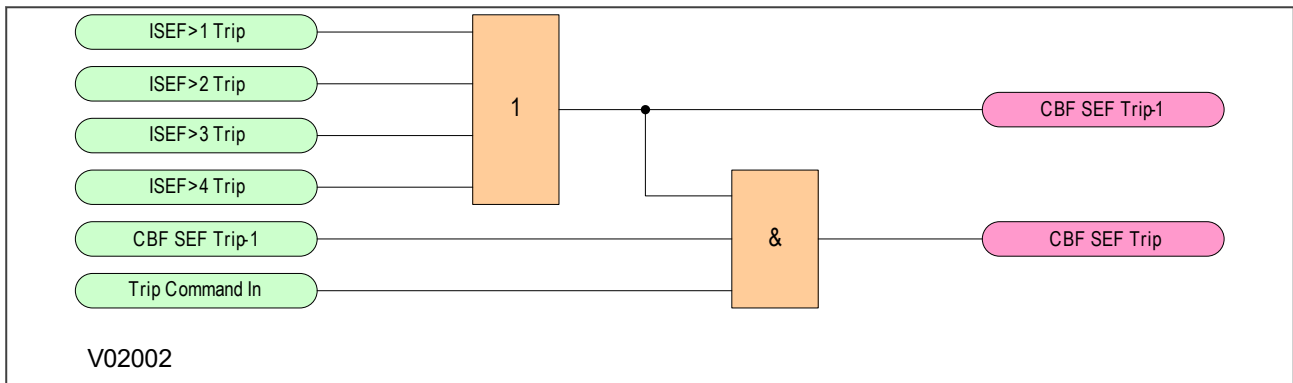 ISEF>1 Trip
ISEF>2 Trip
ISEF>3 Trip
ISEF>4 Trip
CBF SEF Trip-1
Trip Command In
1
&
CBF SEF Trip-1
CBF SEF Trip
V02002